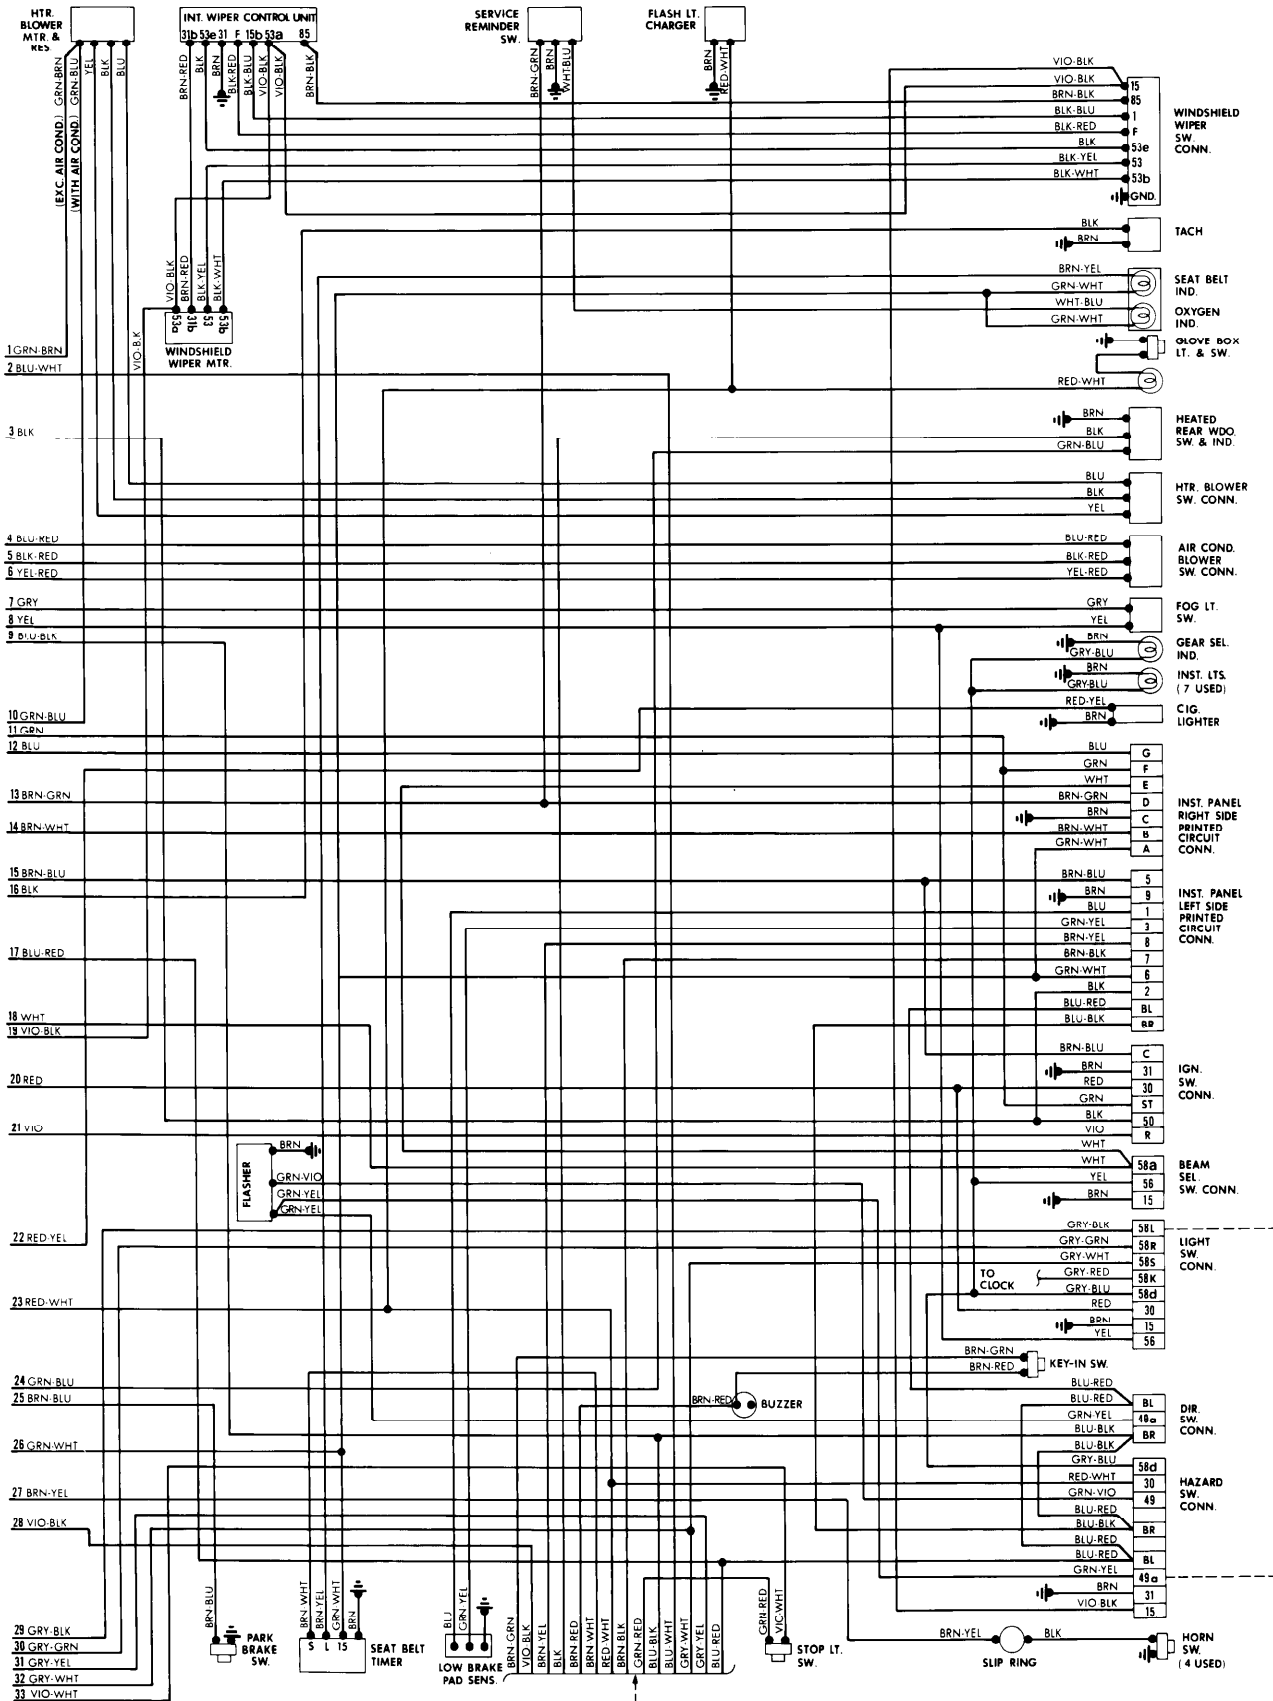 HTR.
BLOWER
MTR. &
RES.
INT. WIPER CONTROL UNIT
31b 53e 31 F 15b 53a 85
SERVICE
REMINDER
SW.
FLASH LT.
CHARGER
(EXC. AIR COND.) GRN-BRN
(WITH AIR COND.) GRN-BLU
YEL
BLK
BLU
BRN-RED
BLK
BRN
BLK-RED
BLK-BLU
VIO-BLK
VIO-BLK
BRN-BLK
BRN-GRN
BRN
WHT-BLU
BRN
RED-WHT
VIO-BLK
VIO-BLK
BRN-BLK
BLK-BLU
BLK-RED
BLK
BLK-YEL
BLK-WHT
15
85
1
F
53e
53
53b
GND.
WINDSHIELD
WIPER
SW.
CONN.
BLK
BRN
TACH
BRN-YEL
GRN-WHT
WHT-BLU
GRN-WHT
SEAT BELT
IND.
OXYGEN
IND.
VIO-BLK
BRN-RED
BLK-YEL
BLK-WHT
53a
31b
53
53b
WINDSHIELD
WIPER MTR.
VIO-BLK
GLOVE BOX
LT. & SW.
RED-WHT
1 GRN-BRN
2 BLU-WHT
3 BLK
BRN
BLK
GRN-BLU
HEATED
REAR WDO.
SW. & IND.
BLU
BLK
YEL
HTR. BLOWER
SW. CONN.
4 BLU-RED
5 BLK-RED
6 YEL-RED
BLU-RED
BLK-RED
YEL-RED
AIR COND.
BLOWER
SW. CONN.
7 GRY
8 YEL
9 BLU-BLK
GRY
YEL
FOG LT.
SW.
BRN
GRY-BLU
GEAR SEL.
IND.
BRN
GRY-BLU
INST. LTS.
(7 USED)
RED-YEL
BRN
CIG.
LIGHTER
10 GRN-BLU
11 GRN
12 BLU
13 BRN-GRN
14 BRN-WHT
BLU
GRN
WHT
BRN-GRN
BRN
BRN-WHT
GRN-WHT
G
F
E
D
C
B
A
INST. PANEL
RIGHT SIDE
PRINTED
CIRCUIT
CONN.
15 BRN-BLU
16 BLK
17 BLU-RED
BRN-BLU
BRN
BLU
GRN-YEL
BRN-YEL
BRN-BLK
GRN-WHT
BLK
BLU-RED
BLU-BLK
5
9
1
3
8
7
6
2
BL
BR
INST. PANEL
LEFT SIDE
PRINTED
CIRCUIT
CONN.
18 WHT
19 VIO-BLK
20 RED
21 VIO
BRN-BLU
BRN
RED
GRN
BLK
VIO
C
31
30
ST
50
R
IGN.
SW.
CONN.
FLASHER
BRN
GRN-VIO
GRN-YEL
GRN-YEL
WHT
WHT
YEL
BRN
58a
56
15
BEAM
SEL.
SW. CONN.
22 RED-YEL
23 RED-WHT
GRY-BLK
GRY-GRN
GRY-WHT
GRY-RED
GRY-BLU
RED
BRN
YEL
TO
CLOCK
58L
58R
58S
58K
58d
30
15
56
LIGHT
SW.
CONN.
24 GRN-BLU
25 BRN-BLU
26 GRN-WHT
27 BRN-YEL
28 VIO-BLK
BRN-GRN
BRN-RED
KEY-IN SW.
BRN-RED
BUZZER
BLU-RED
BLU-RED
GRN-YEL
BLU-BLK
BL
49a
BR
DIR.
SW.
CONN.
BLU-BLK
GRY-BLU
RED-WHT
GRN-VIO
BLU-RED
BLU-BLK
BLU-RED
BLU-RED
GRN-YEL
BRN
VIO BLK
58d
30
49
BR
BL
49a
31
15
HAZARD
SW.
CONN.
29 GRY-BLK
30 GRY-GRN
31 GRY-YEL
32 GRY-WHT
33 VIO-WHT
BRN-BLU
PARK
BRAKE
SW.
BRN-WHT
BRN-YEL
GRN-WHT
BRN
S L 15
SEAT BELT
TIMER
BLU
GRN-YEL
LOW BRAKE
PAD SENS.
BRN-GRN
VIO-BLK
BRN-YEL
BLK
BRN-RED
BRN WHT
RED-WHT
BRN-BLK
GRN-RED
BLU-BLK
BLU-WHT
GRY-WHT
GRY-YEL
BLU-RED
GRN-RED
VIC-WHT
STOP LT.
SW.
BRN-YEL
SLIP RING
BLK
HORN
SW.
(4 USED)